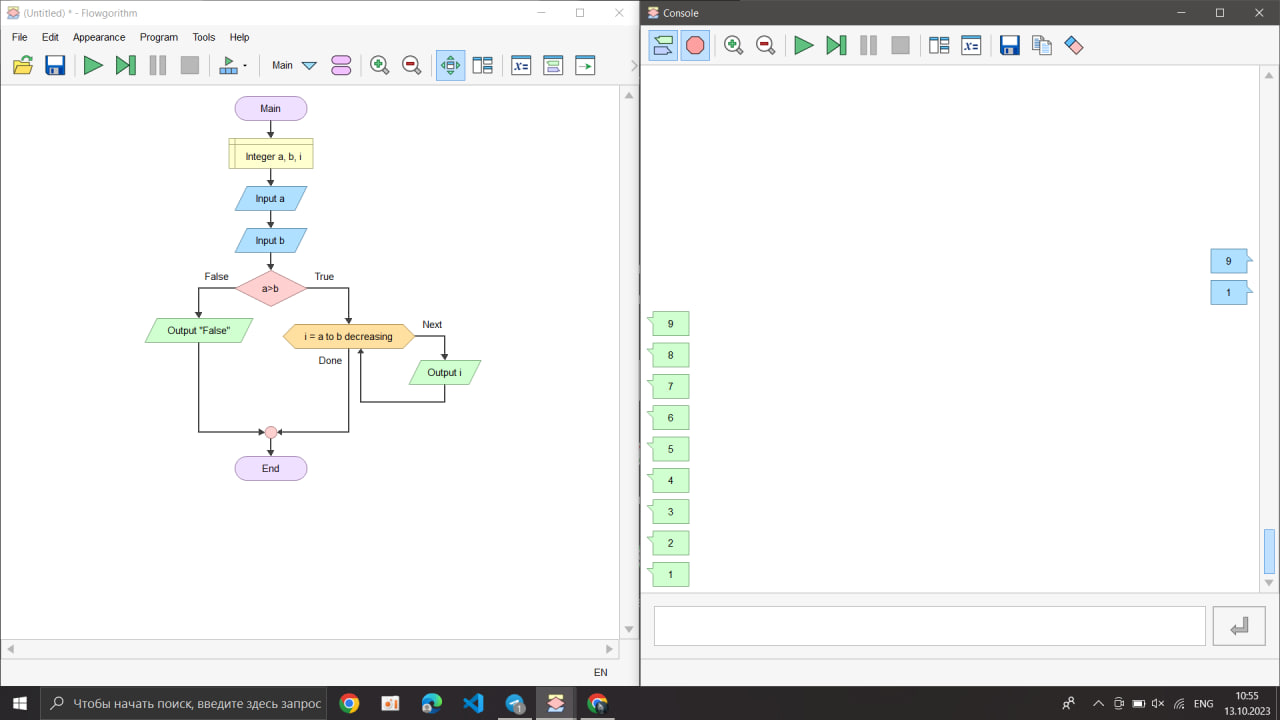 (Untitled) * - Flowgorithm
File Edit Appearance Program Tools Help
Main
Main
Integer a, b, i
Input a
Input b
False
True
a>b
Output "False"
i = a to b decreasing
Next
Done
Output i
End
EN
Console
9
1
9
8
7
6
5
4
3
2
1
Чтобы начать поиск, введите здесь запрос
ENG
10:55
13.10.2023